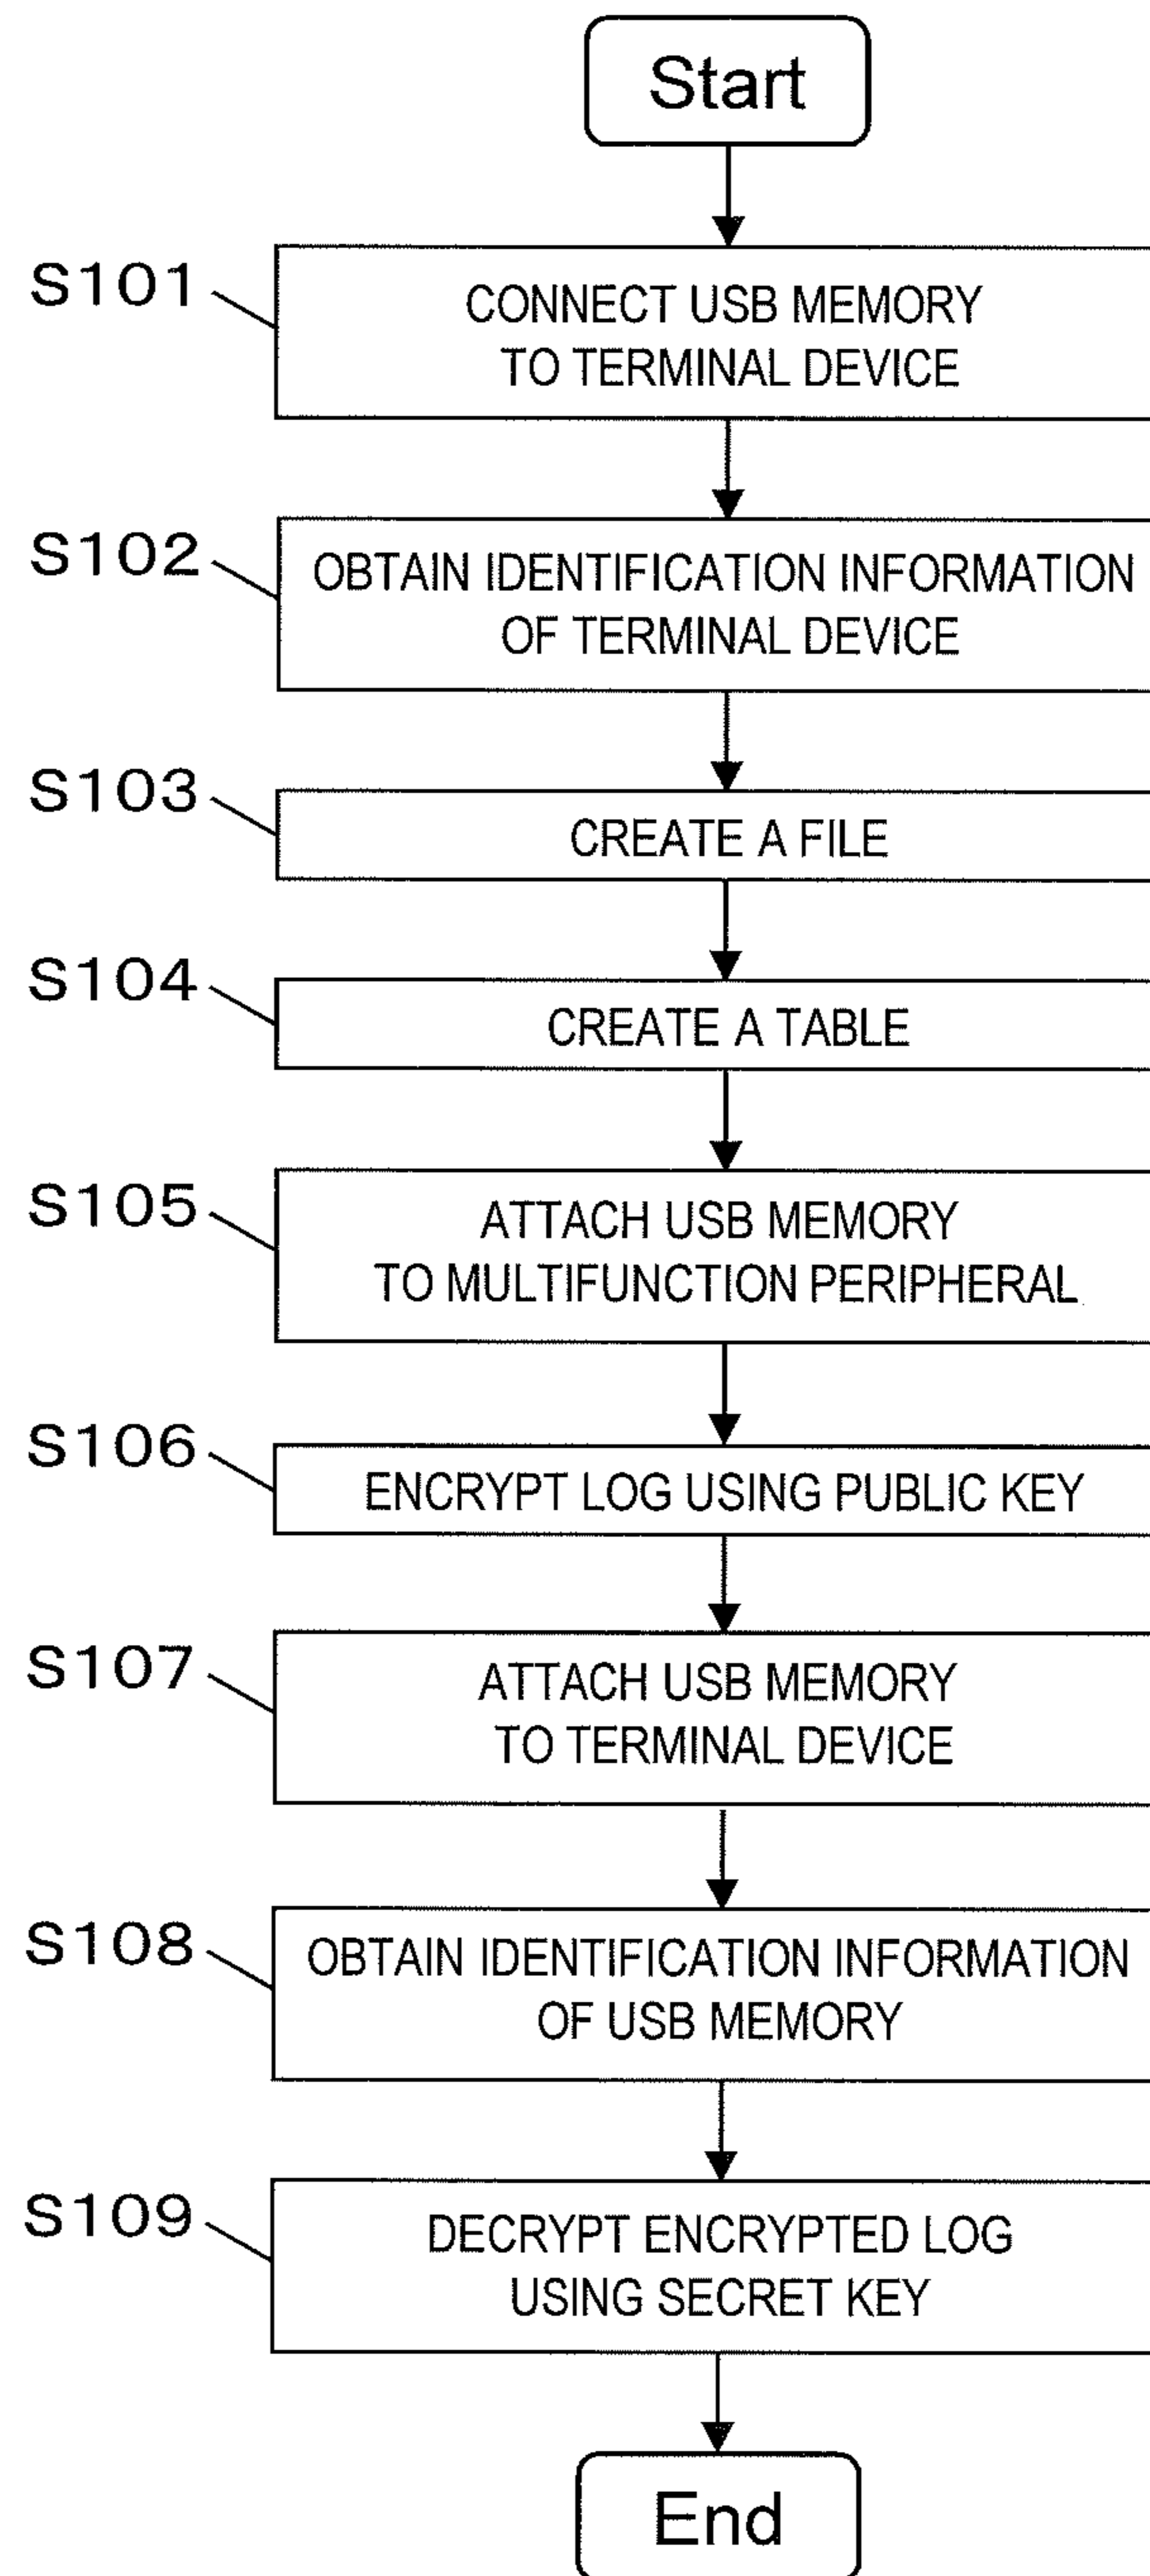 Start
S101
CONNECT USB MEMORY
TO TERMINAL DEVICE
S102
OBTAIN IDENTIFICATION INFORMATION
OF TERMINAL DEVICE
S103
CREATE A FILE
S104
CREATE A TABLE
S105
ATTACH USB MEMORY
TO MULTIFUNCTION PERIPHERAL
S106
ENCRYPT LOG USING PUBLIC KEY
S107
ATTACH USB MEMORY
TO TERMINAL DEVICE
S108
OBTAIN IDENTIFICATION INFORMATION
OF USB MEMORY
S109
DECRYPT ENCRYPTED LOG
USING SECRET KEY
End